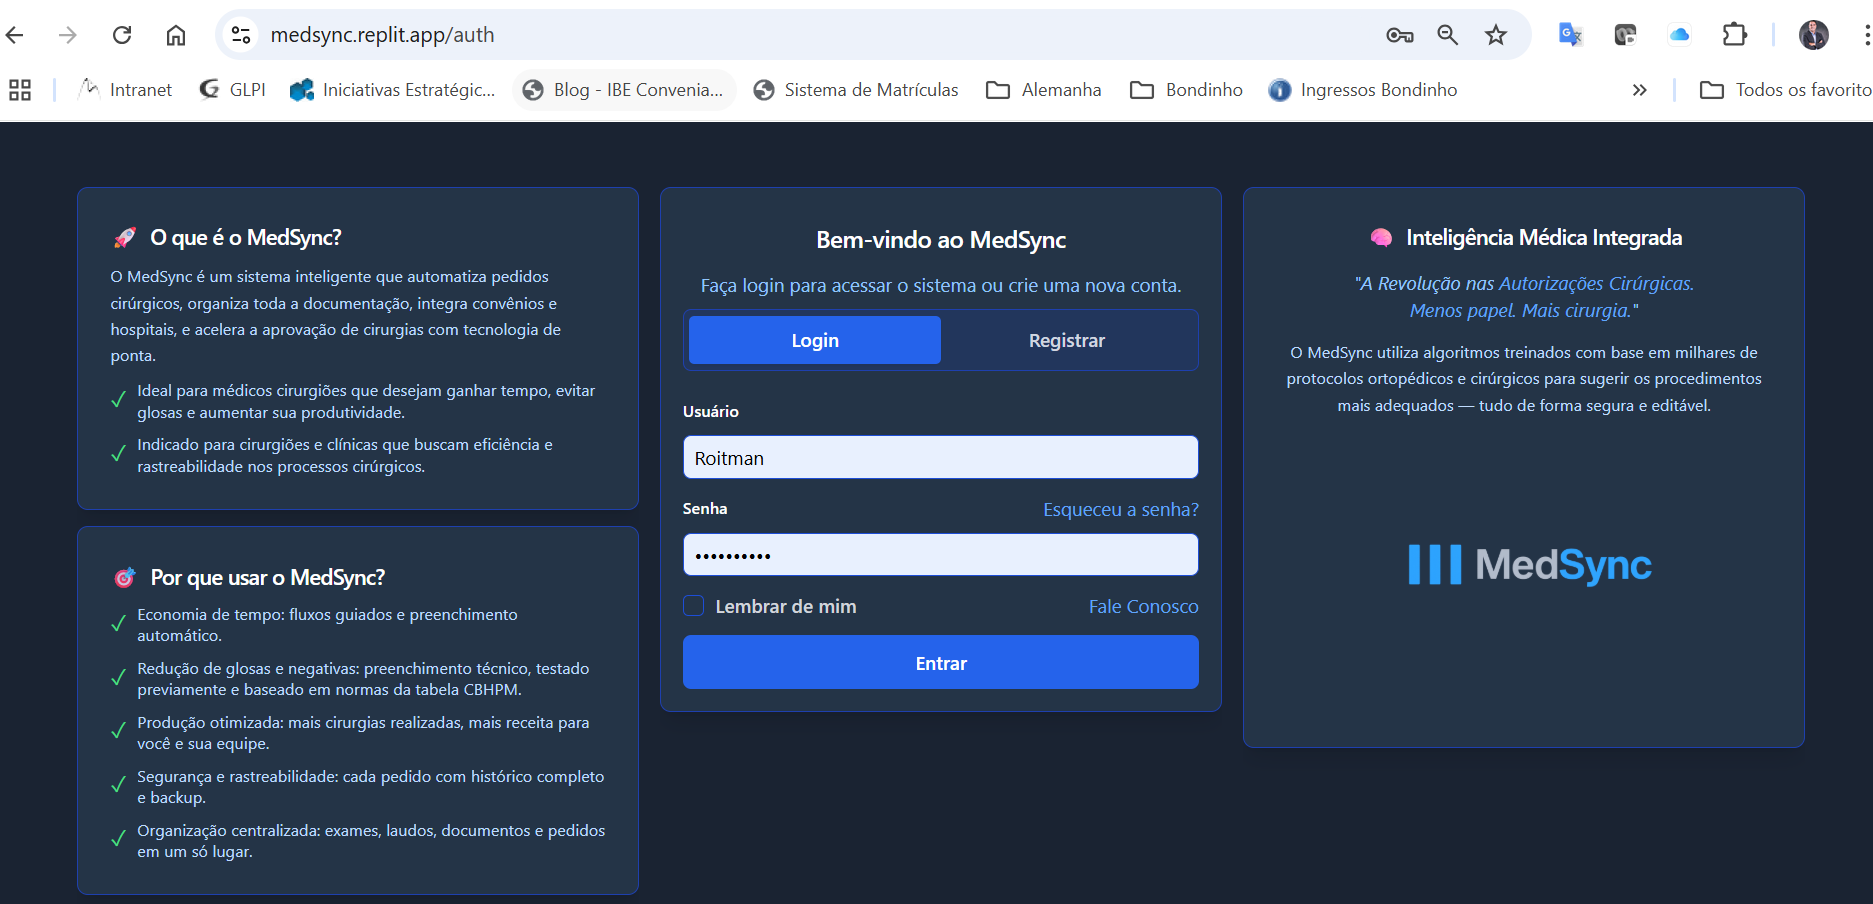 medsync.replit.app/auth
Intranet
GLPI
Iniciativas Estratégic...
Blog - IBE Convenia...
Sistema de Matrículas
Alemanha
Bondinho
Ingressos Bondinho
Todos os favorito
O que é o MedSync?
O MedSync é um sistema inteligente que automatiza pedidos
cirúrgicos, organiza toda a documentação, integra convênios e
hospitais, e acelera a aprovação de cirurgias com tecnologia de
ponta.
Ideal para médicos cirurgiões que desejam ganhar tempo, evitar
glosas e aumentar sua produtividade.
Indicado para cirurgiões e clínicas que buscam eficiência e
rastreabilidade nos processos cirúrgicos.
Por que usar o MedSync?
Economia de tempo: fluxos guiados e preenchimento
automático.
Redução de glosas e negativas: preenchimento técnico, testado
previamente e baseado em normas da tabela CBHPM.
Produção otimizada: mais cirurgias realizadas, mais receita para
você e sua equipe.
Segurança e rastreabilidade: cada pedido com histórico completo
e backup.
Organização centralizada: exames, laudos, documentos e pedidos
em um só lugar.
Bem-vindo ao MedSync
Faça login para acessar o sistema ou crie uma nova conta.
Login
Registrar
Usuário
Roitman
Senha
Esqueceu a senha?
••••••••••
Lembrar de mim
Fale Conosco
Entrar
Inteligência Médica Integrada
"A Revolução nas Autorizações Cirúrgicas.
Menos papel. Mais cirurgia."
O MedSync utiliza algoritmos treinados com base em milhares de
protocolos ortopédicos e cirúrgicos para sugerir os procedimentos
mais adequados — tudo de forma segura e editável.
MedSync